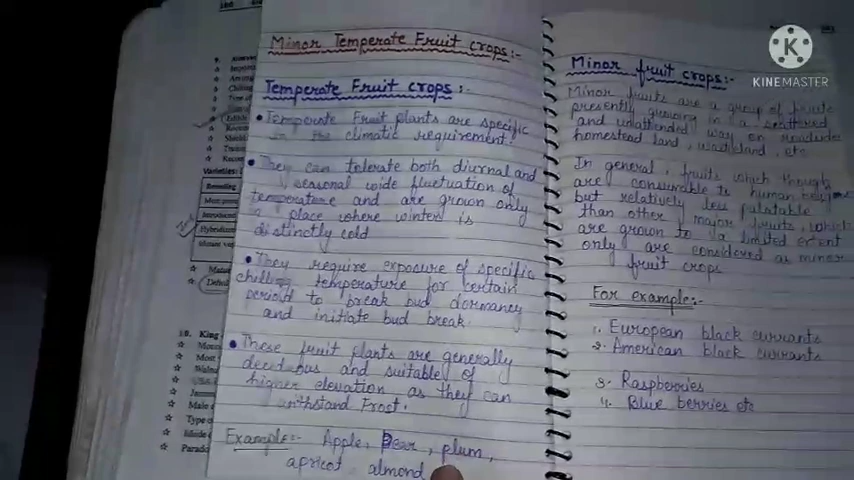 Minor Temperate Fruit crops:-
Temperate Fruit crops:-
• Temperate Fruit plants are specific
in the climatic requirement.
• They can tolerate both diurnal and
seasonal wide fluctuation of
temperature and are grown only
place where winter is
distinctly cold
• They require exposure of specific
chilling temperature for certain
period to break bud dormancy
and initiate bud break.
• These fruit plants are generally
and suitable of
higher elevation as they can
withstand Frost.
Example:- Apple, Pear, plum,
apricot almond
Minor fruit crops:-
Minor fruits are a group of fruits
presently growing in a scattered
and unattended way on roadside
homestead land, wasteland, etc
In general, fruits which though
are consumable to human
but relatively less palatable
than other major fruits, which
are grown to a limited extent
only are considered as minor
fruit crops
For example:-
1. European black currants
2. American black currants
3. Raspberries
4. Blue berries etc
K
KINEMASTER
Varieties:
10. King